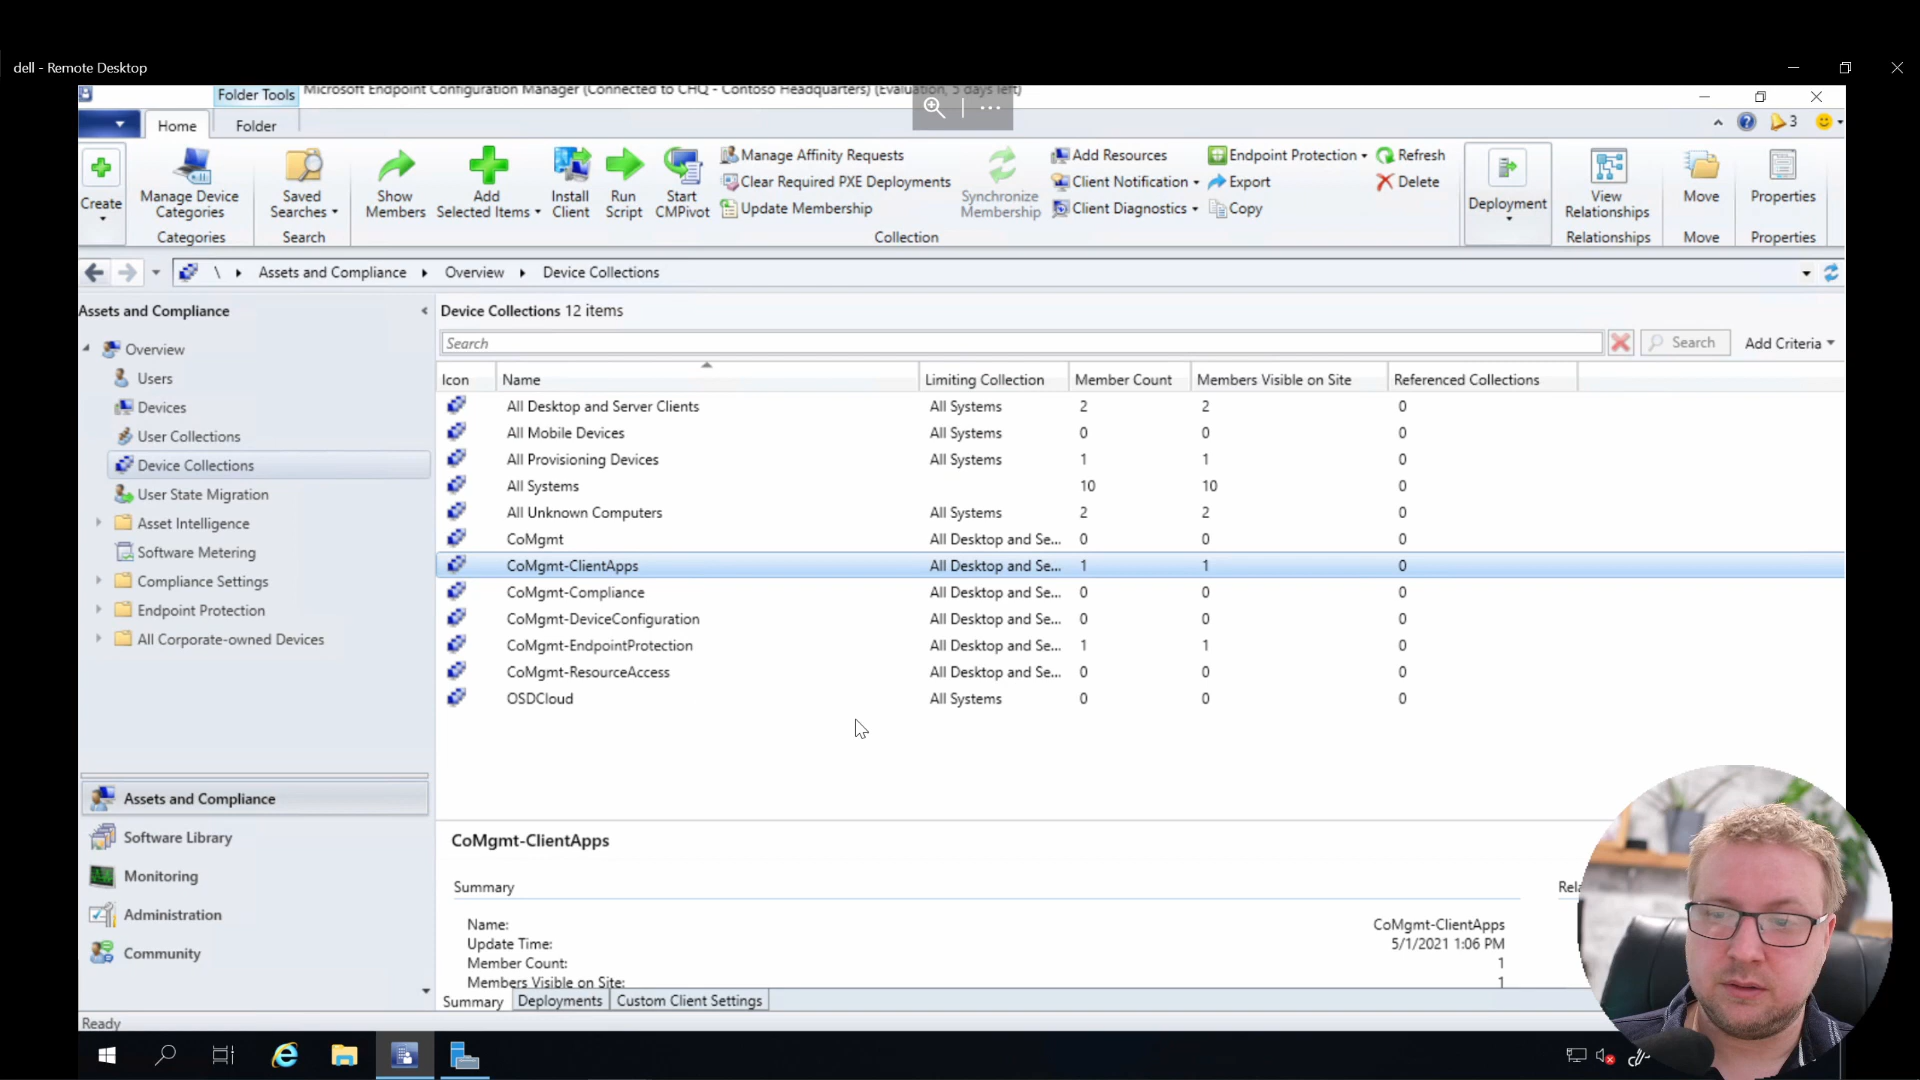 dell - Remote Desktop
Folder Tools
Microsoft Endpoint Configuration Manager (Connected to CHQ - Contoso Headquarters) (Evaluation, 5 days left)
Home
Folder
3
Create
Manage Device Categories
Categories
Saved Searches
Search
Show Members
Add Selected Items
Install Client
Run Script
Start CMPivot
Manage Affinity Requests
Clear Required PXE Deployments
Update Membership
Synchronize Membership
Add Resources
Client Notification
Client Diagnostics
Endpoint Protection
Export
Copy
Refresh
Delete
Collection
Deployment
View Relationships
Relationships
Move
Move
Properties
Properties
\ Assets and Compliance Overview Device Collections
Assets and Compliance
Overview
Users
Devices
User Collections
Device Collections
User State Migration
Asset Intelligence
Software Metering
Compliance Settings
Endpoint Protection
All Corporate-owned Devices
Assets and Compliance
Software Library
Monitoring
Administration
Community
Device Collections 12 items
Search
Search
Add Criteria
Icon Name Limiting Collection Member Count Members Visible on Site Referenced Collections
All Desktop and Server Clients All Systems 2 2 0
All Mobile Devices All Systems 0 0 0
All Provisioning Devices All Systems 1 1 0
All Systems 10 10 0
All Unknown Computers All Systems 2 2 0
CoMgmt All Desktop and Se... 0 0 0
CoMgmt-ClientApps All Desktop and Se... 1 1 0
CoMgmt-Compliance All Desktop and Se... 0 0 0
CoMgmt-DeviceConfiguration All Desktop and Se... 0 0 0
CoMgmt-EndpointProtection All Desktop and Se... 1 1 0
CoMgmt-ResourceAccess All Desktop and Se... 0 0 0
OSDCloud All Systems 0 0 0
CoMgmt-ClientApps
Summary
Rela
Name: CoMgmt-ClientApps
Update Time: 5/1/2021 1:06 PM
Member Count: 1
Members Visible on Site: 1
Summary Deployments Custom Client Settings
Ready